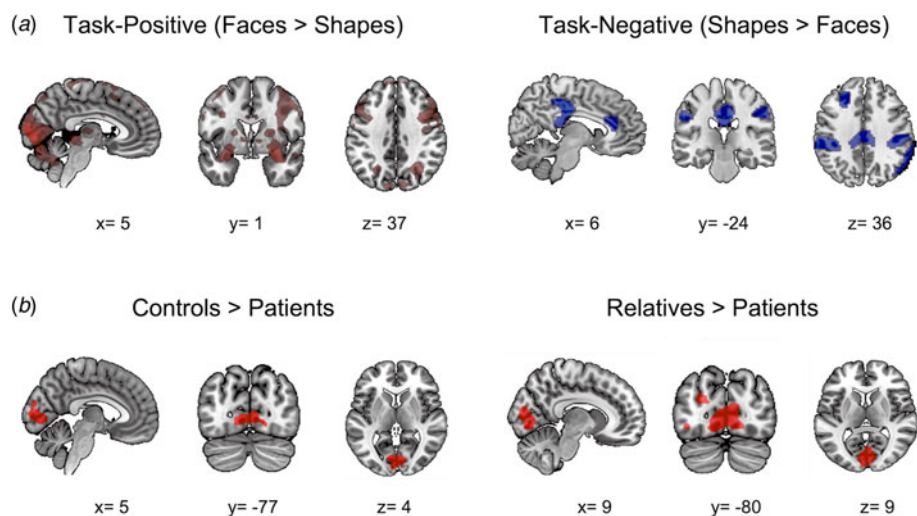 (a) Task-Positive (Faces > Shapes) Task-Negative (Shapes > Faces)
x= 5 y= 1 z= 37 x= 6 y= -24 z= 36
(b) Controls > Patients Relatives > Patients
x= 5 y= -77 z= 4 x= 9 y= -80 z= 9